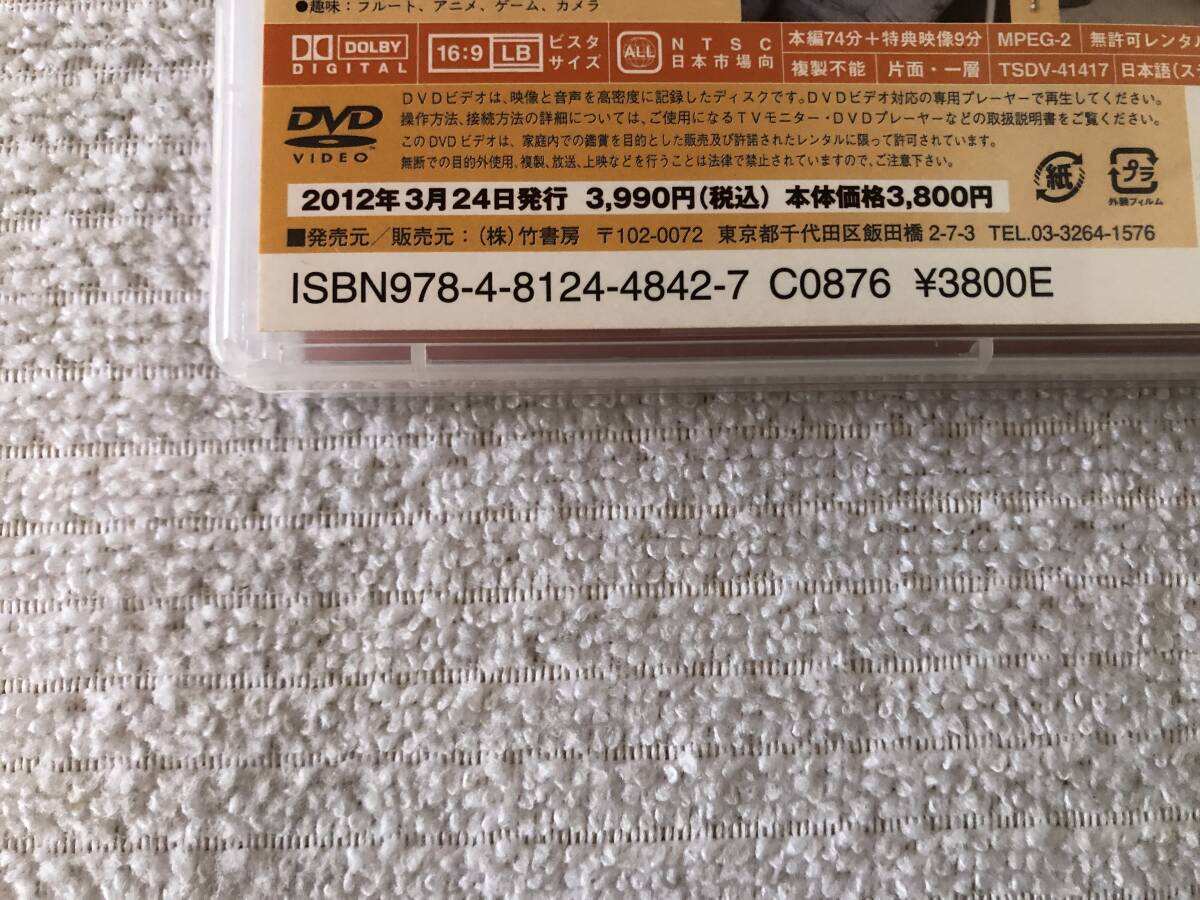 ●趣味：フルート、アニメ、ゲーム、カメラ
DOLBY DIGITAL
16:9 LB ビスタサイズ
ALL NTSC 日本市場向
本編74分＋特典映像9分 MPEG-2 無許可レンタル
複製不能 片面・一層 TSDV-41417 日本語(ステ
DVD VIDEO
DVDビデオは、映像と音声を高密度に記録したディスクです。DVDビデオ対応の専用プレーヤーで再生してください。
操作方法、接続方法の詳細については、ご使用になるTVモニター・DVDプレーヤーなどの取扱説明書をご覧ください。
このDVDビデオは、家庭内での鑑賞を目的とした販売及び許諾されたレンタルに限って許可されています。
無断での目的外使用、複製、放送、上映などを行うことは法律で禁止されていますので、ご注意下さい。
紙
プラ
外装フィルム
2012年3月24日発行 3,990円(税込) 本体価格3,800円
■発売元／販売元：(株)竹書房 〒102-0072 東京都千代田区飯田橋2-7-3 TEL.03-3264-1576
ISBN978-4-8124-4842-7 C0876 ¥3800E